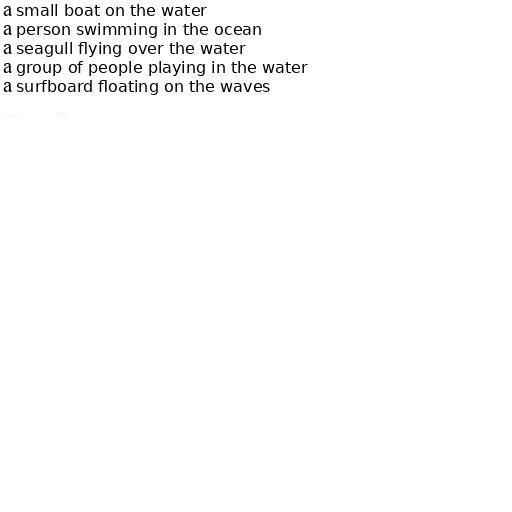 a small boat on the water
a person swimming in the ocean
a seagull flying over the water
a group of people playing in the water
a surfboard floating on the waves